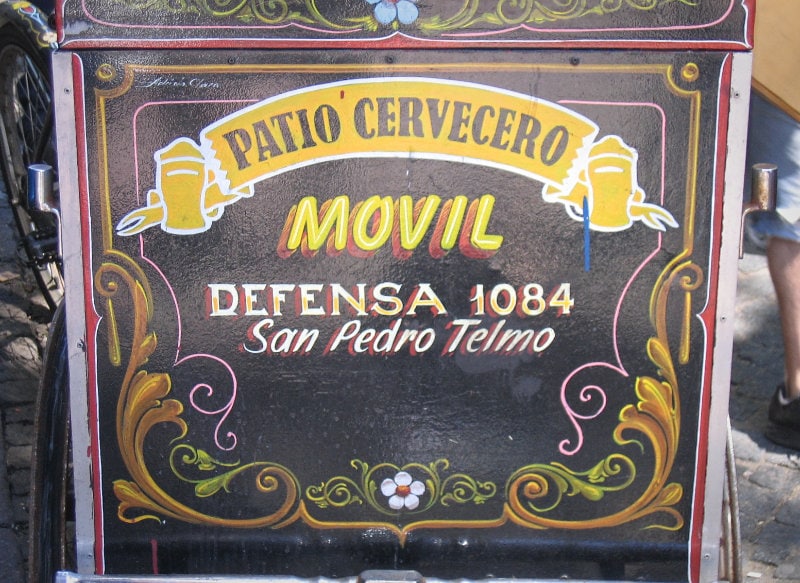 PATIO CERVECERO
MOVIL
DEFENSA 1084
San Pedro Telmo